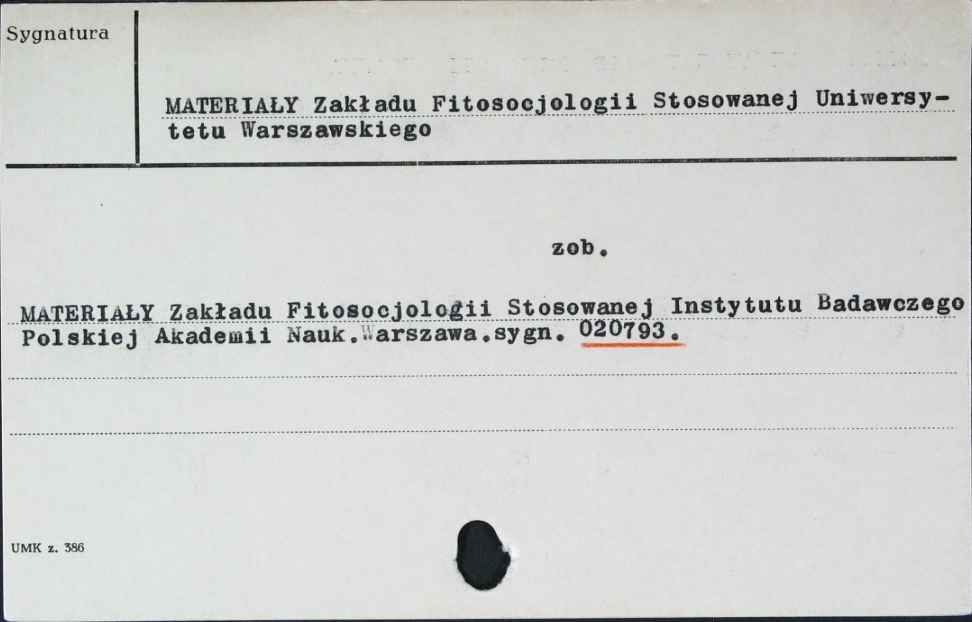 Sygnatura
MATERIAŁY Zakładu Fitosocjologii Stosowanej Uniwersy-
tetu Warszawskiego
zob.
MATERIAŁY Zakładu Fitosocjologii Stosowanej Instytutu Badawczego
Polskiej Akademii Nauk.Warszawa.sygn. 020793.
UMK z. 386